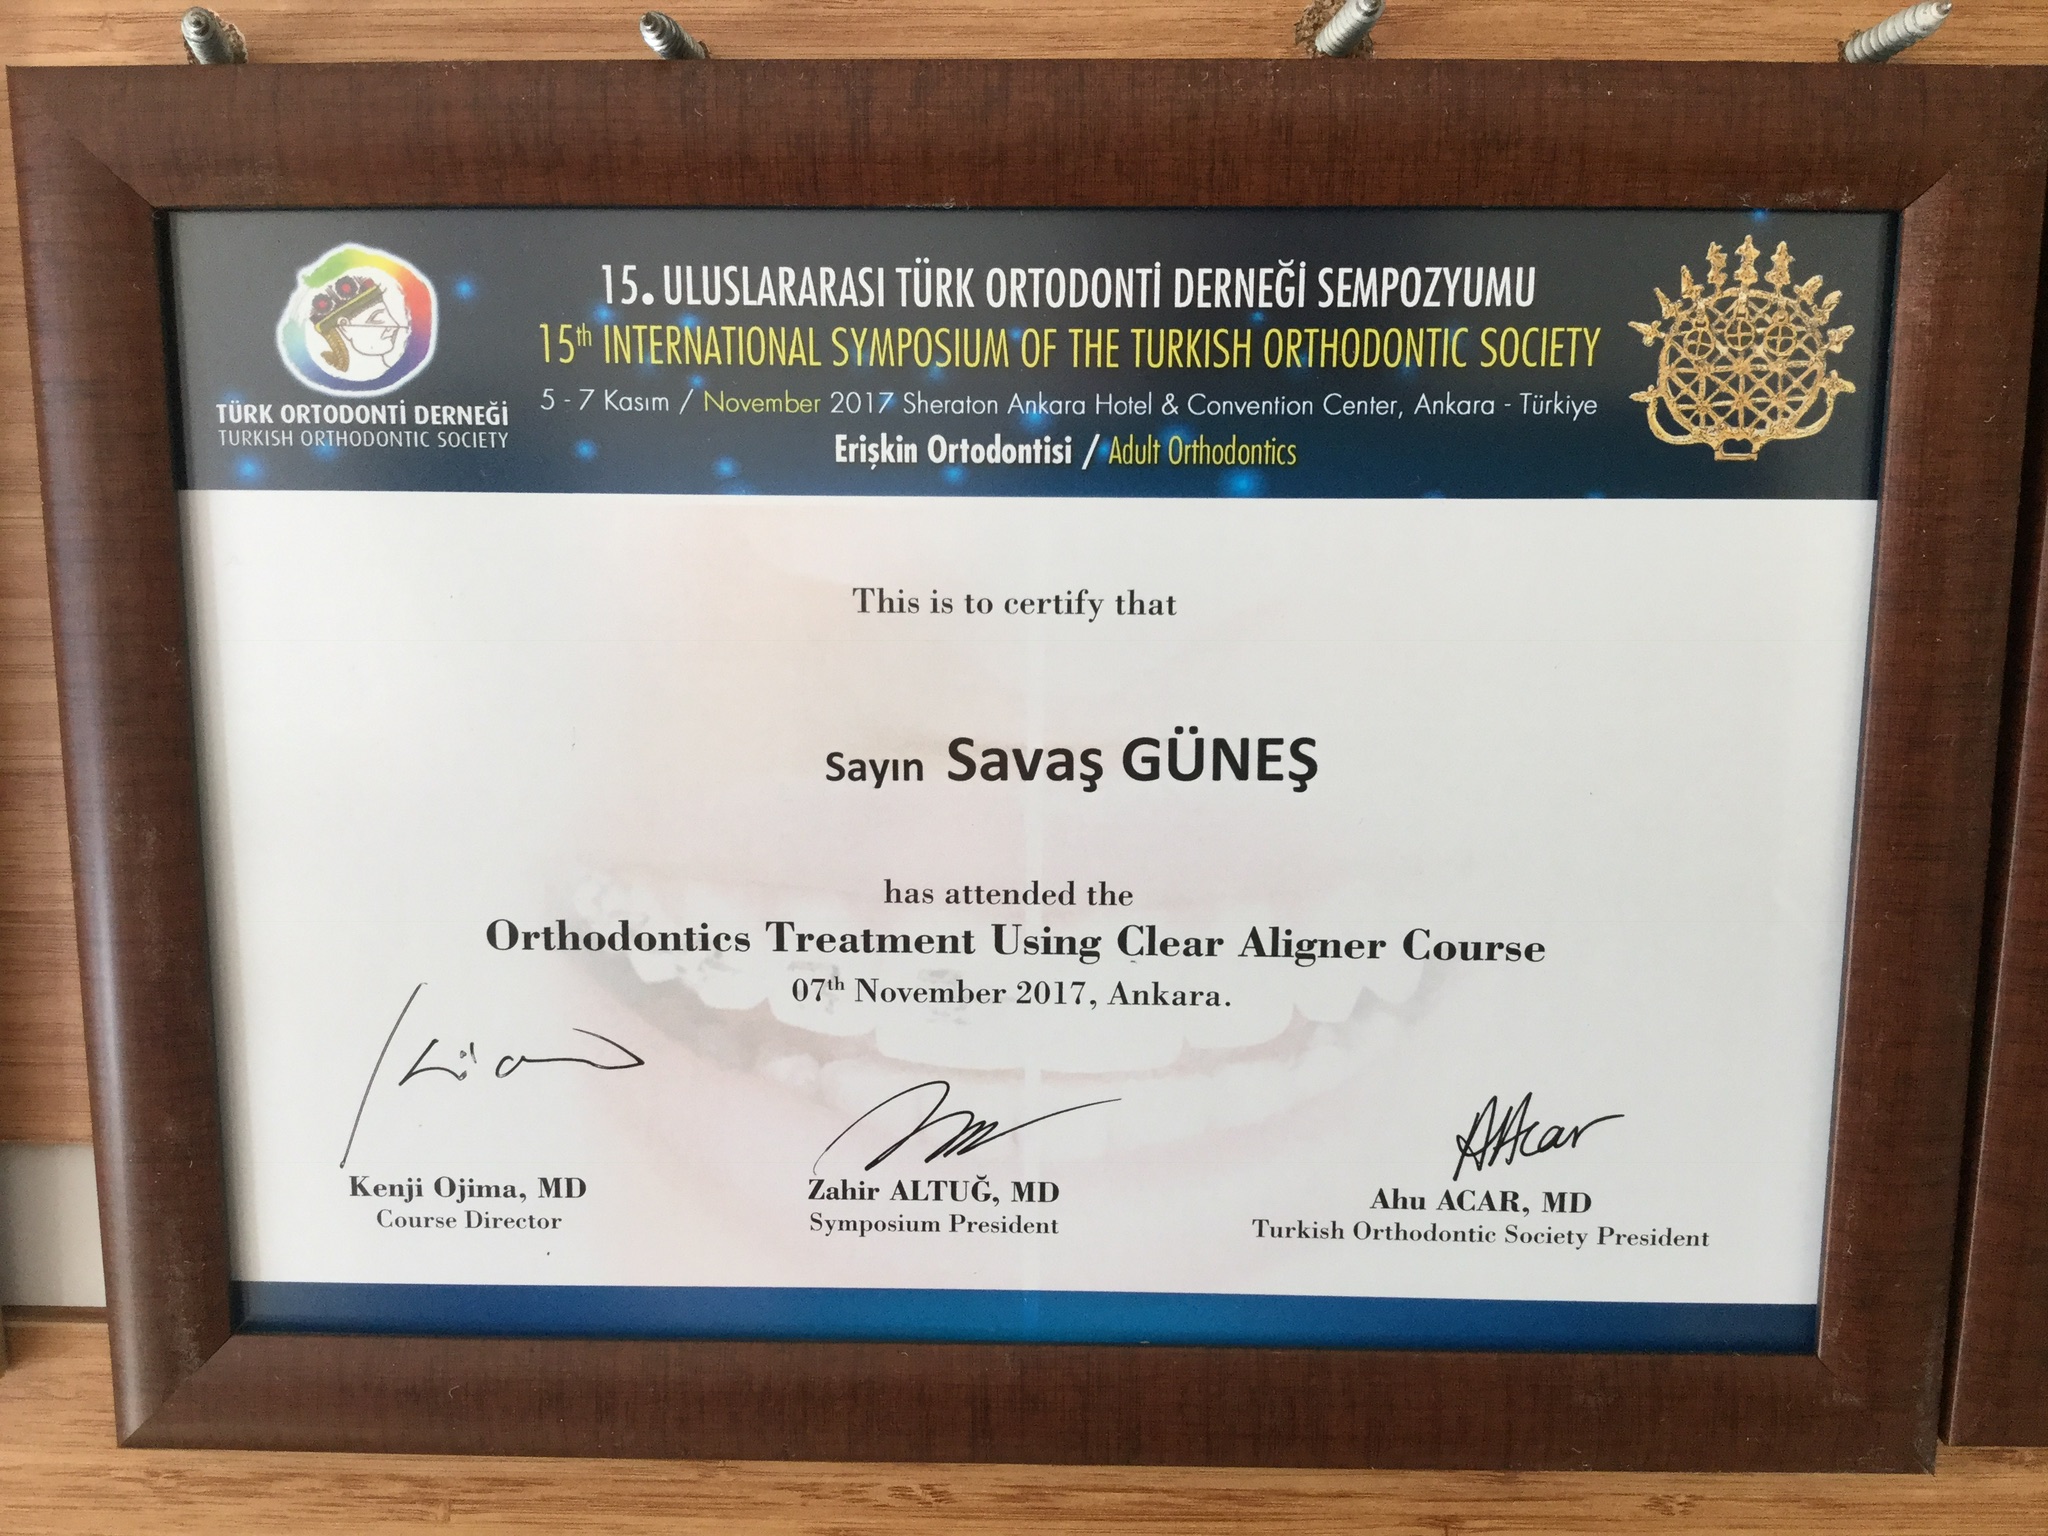 15. ULUSLARARASI TÜRK ORTODONTİ DERNEĞİ SEMPOZYUMU
15th INTERNATIONAL SYMPOSIUM OF THE TURKISH ORTHODONTIC SOCIETY
5 - 7 Kasım / November 2017 Sheraton Ankara Hotel & Convention Center, Ankara - Türkiye
Erişkin Ortodontisi / Adult Orthodontics
TÜRK ORTODONTİ DERNEĞİ
TURKISH ORTHODONTIC SOCIETY
This is to certify that
Sayın Savaş GÜNEŞ
has attended the
Orthodontics Treatment Using Clear Aligner Course
07th November 2017, Ankara.
AAcar
Kenji Ojima, MD
Course Director
Zahir ALTUĞ, MD
Symposium President
Ahu ACAR, MD
Turkish Orthodontic Society President